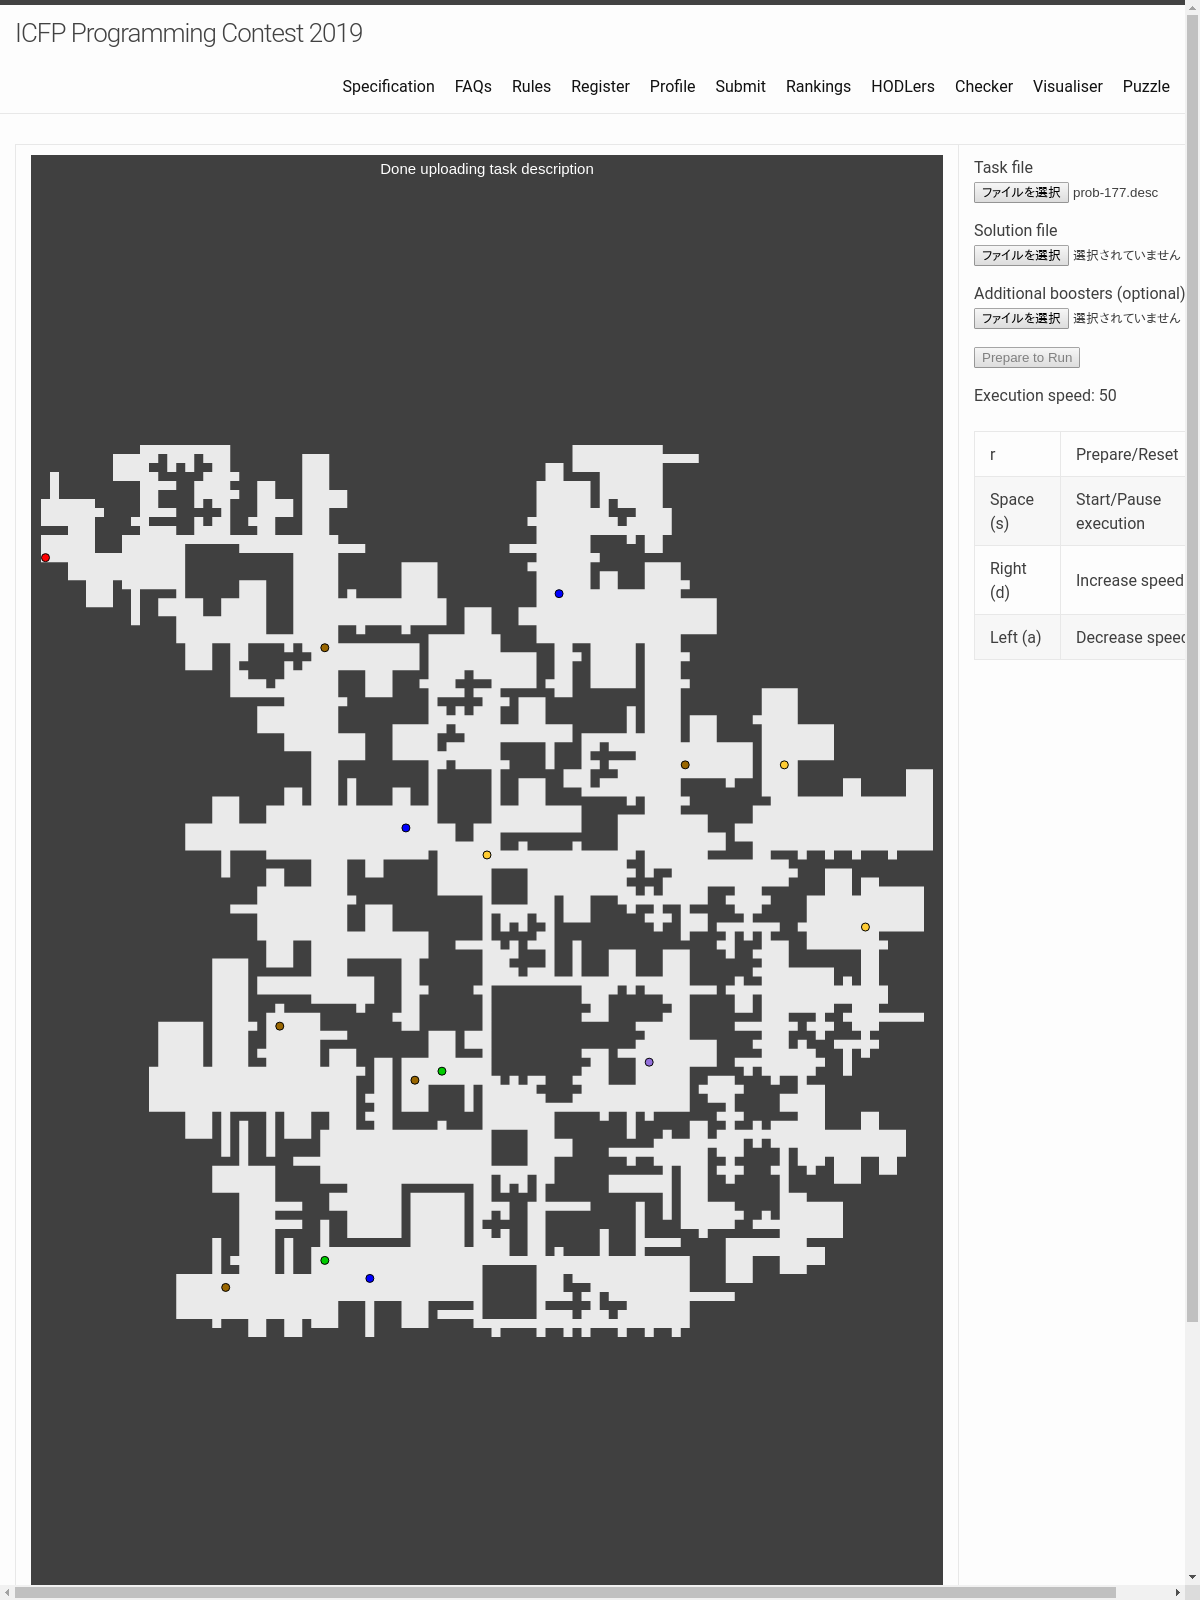 ICFP Programming Contest 2019
Specification FAQs Rules Register Profile Submit Rankings HODLers Checker Visualiser Puzzle
Done uploading task description
Task file
ファイルを選択 prob-177.desc
Solution file
ファイルを選択 選択されていません
Additional boosters (optional)
ファイルを選択 選択されていません
Prepare to Run
Execution speed: 50
r Prepare/Reset
Space (s) Start/Pause execution
Right (d) Increase speed
Left (a) Decrease speed